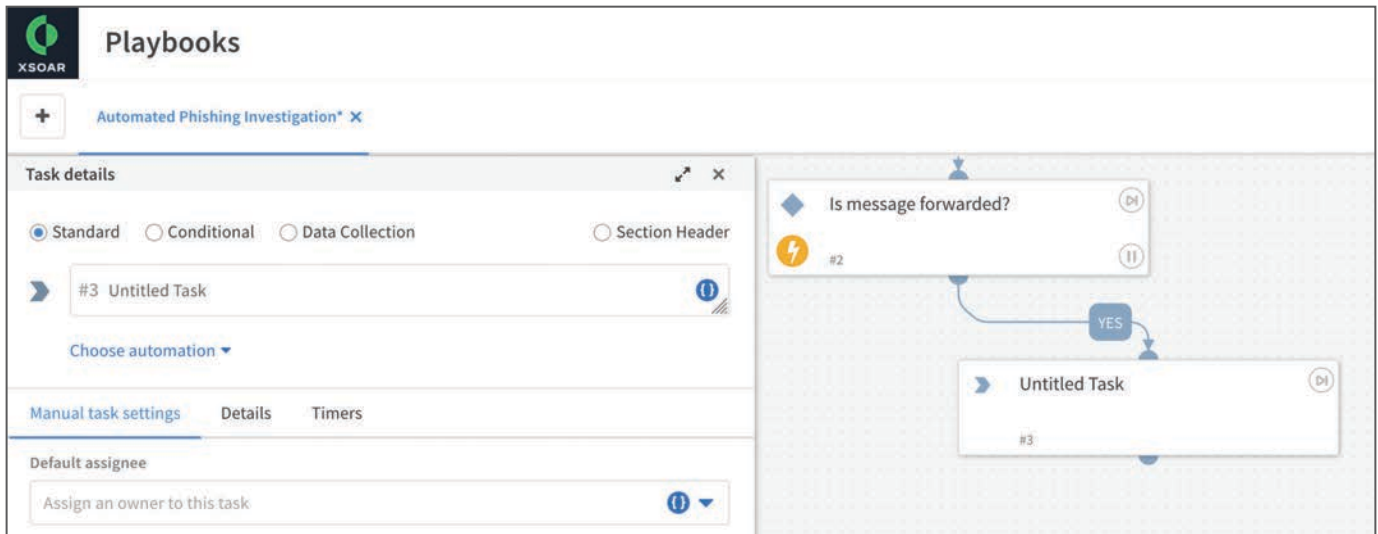 XSOAR
Playbooks
+
Automated Phishing Investigation* ×
Task details
Standard Conditional Data Collection Section Header
#3 Untitled Task
Choose automation
Manual task settings Details Timers
Default assignee
Assign an owner to this task
Is message forwarded?
#2
YES
Untitled Task
#3